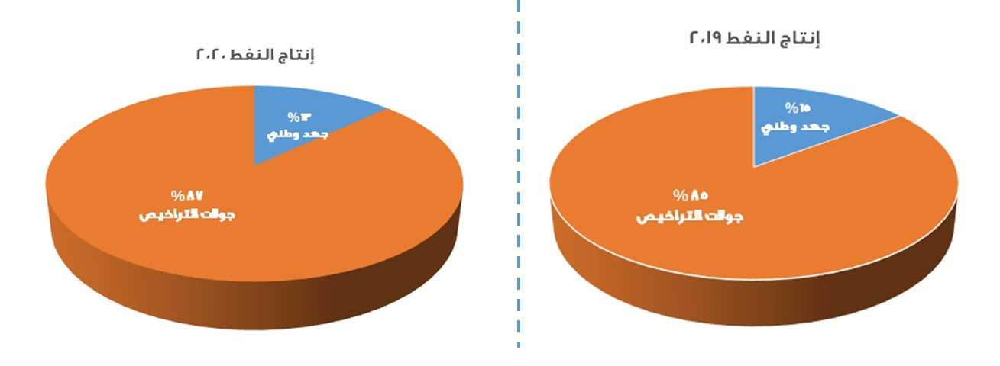 إنتاج النفط ٢٠١٩
%١٥
جهد وطني
%٨٥
جولات التراخيص
إنتاج النفط ٢٠٢٠
%١٣
جهد وطني
%٨٧
جولات التراخيص